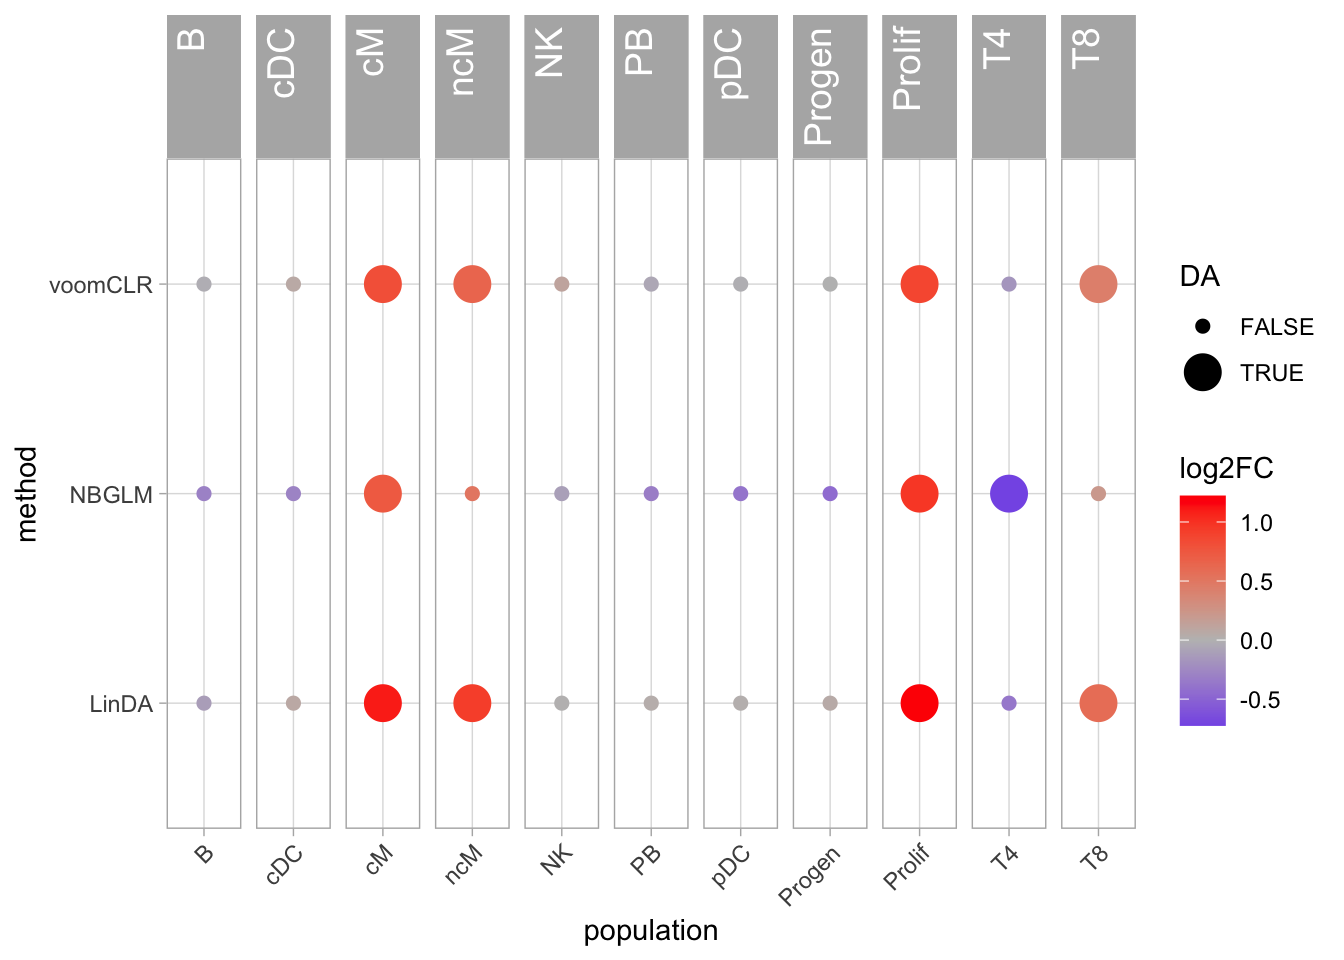 B
cDC
cM
ncM
NK
PB
pDC
Progen
Prolif
T4
T8
voomCLR
NBGLM
LinDA
method
B
cDC
cM
ncM
NK
PB
pDC
Progen
Prolif
T4
T8
population
DA
FALSE
TRUE
log2FC
1.0
0.5
0.0
-0.5